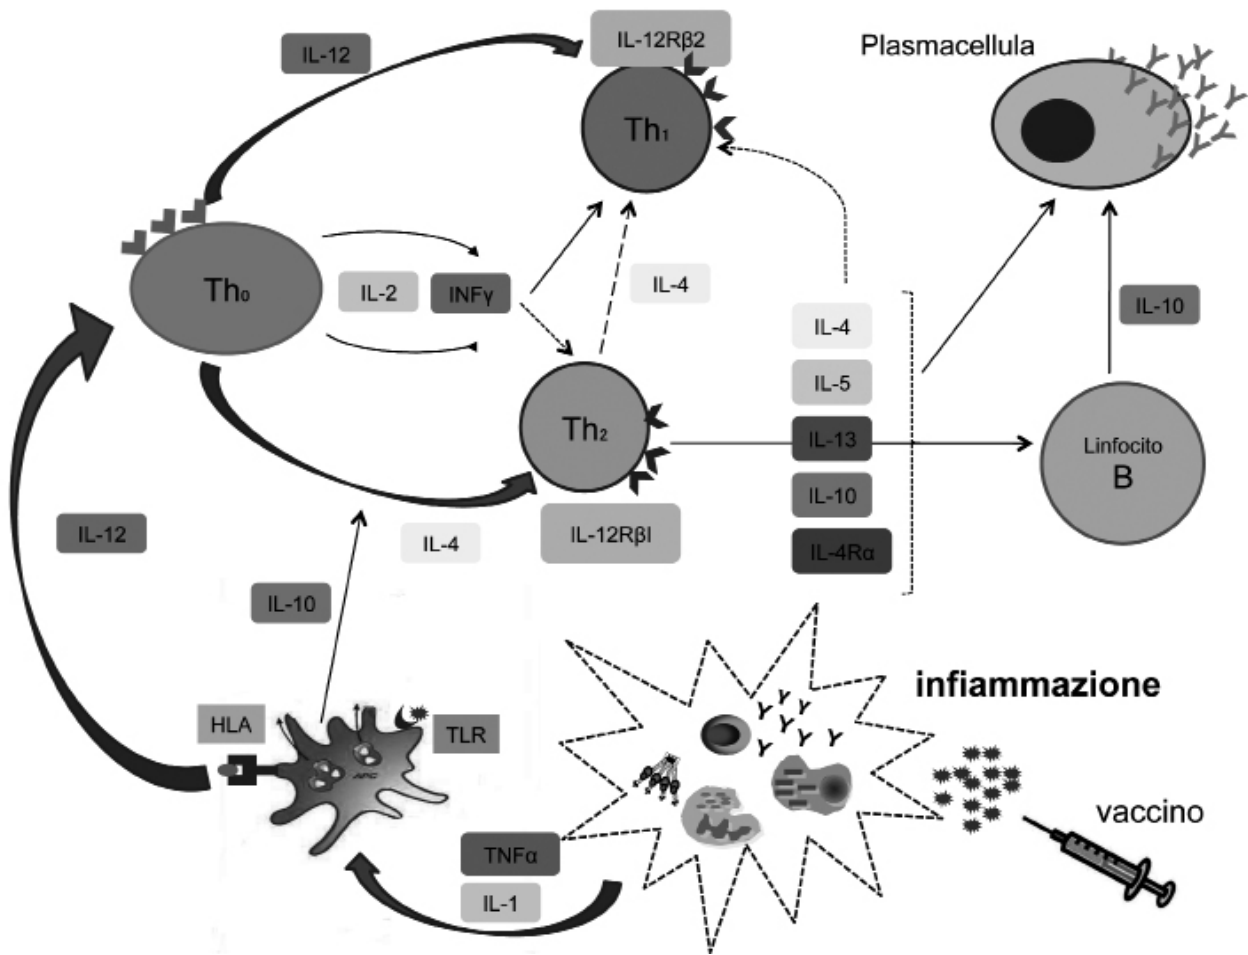 IL-12
IL-12Rβ2
Plasmacellula
Th₁
Th₀
IL-2
INFγ
IL-4
IL-4
IL-5
IL-13
IL-10
IL-4Rα
IL-10
Th₂
Linfocito
B
IL-12
IL-4
IL-12RβI
IL-10
HLA
TLR
APC
infiammazione
vaccino
TNFα
IL-1